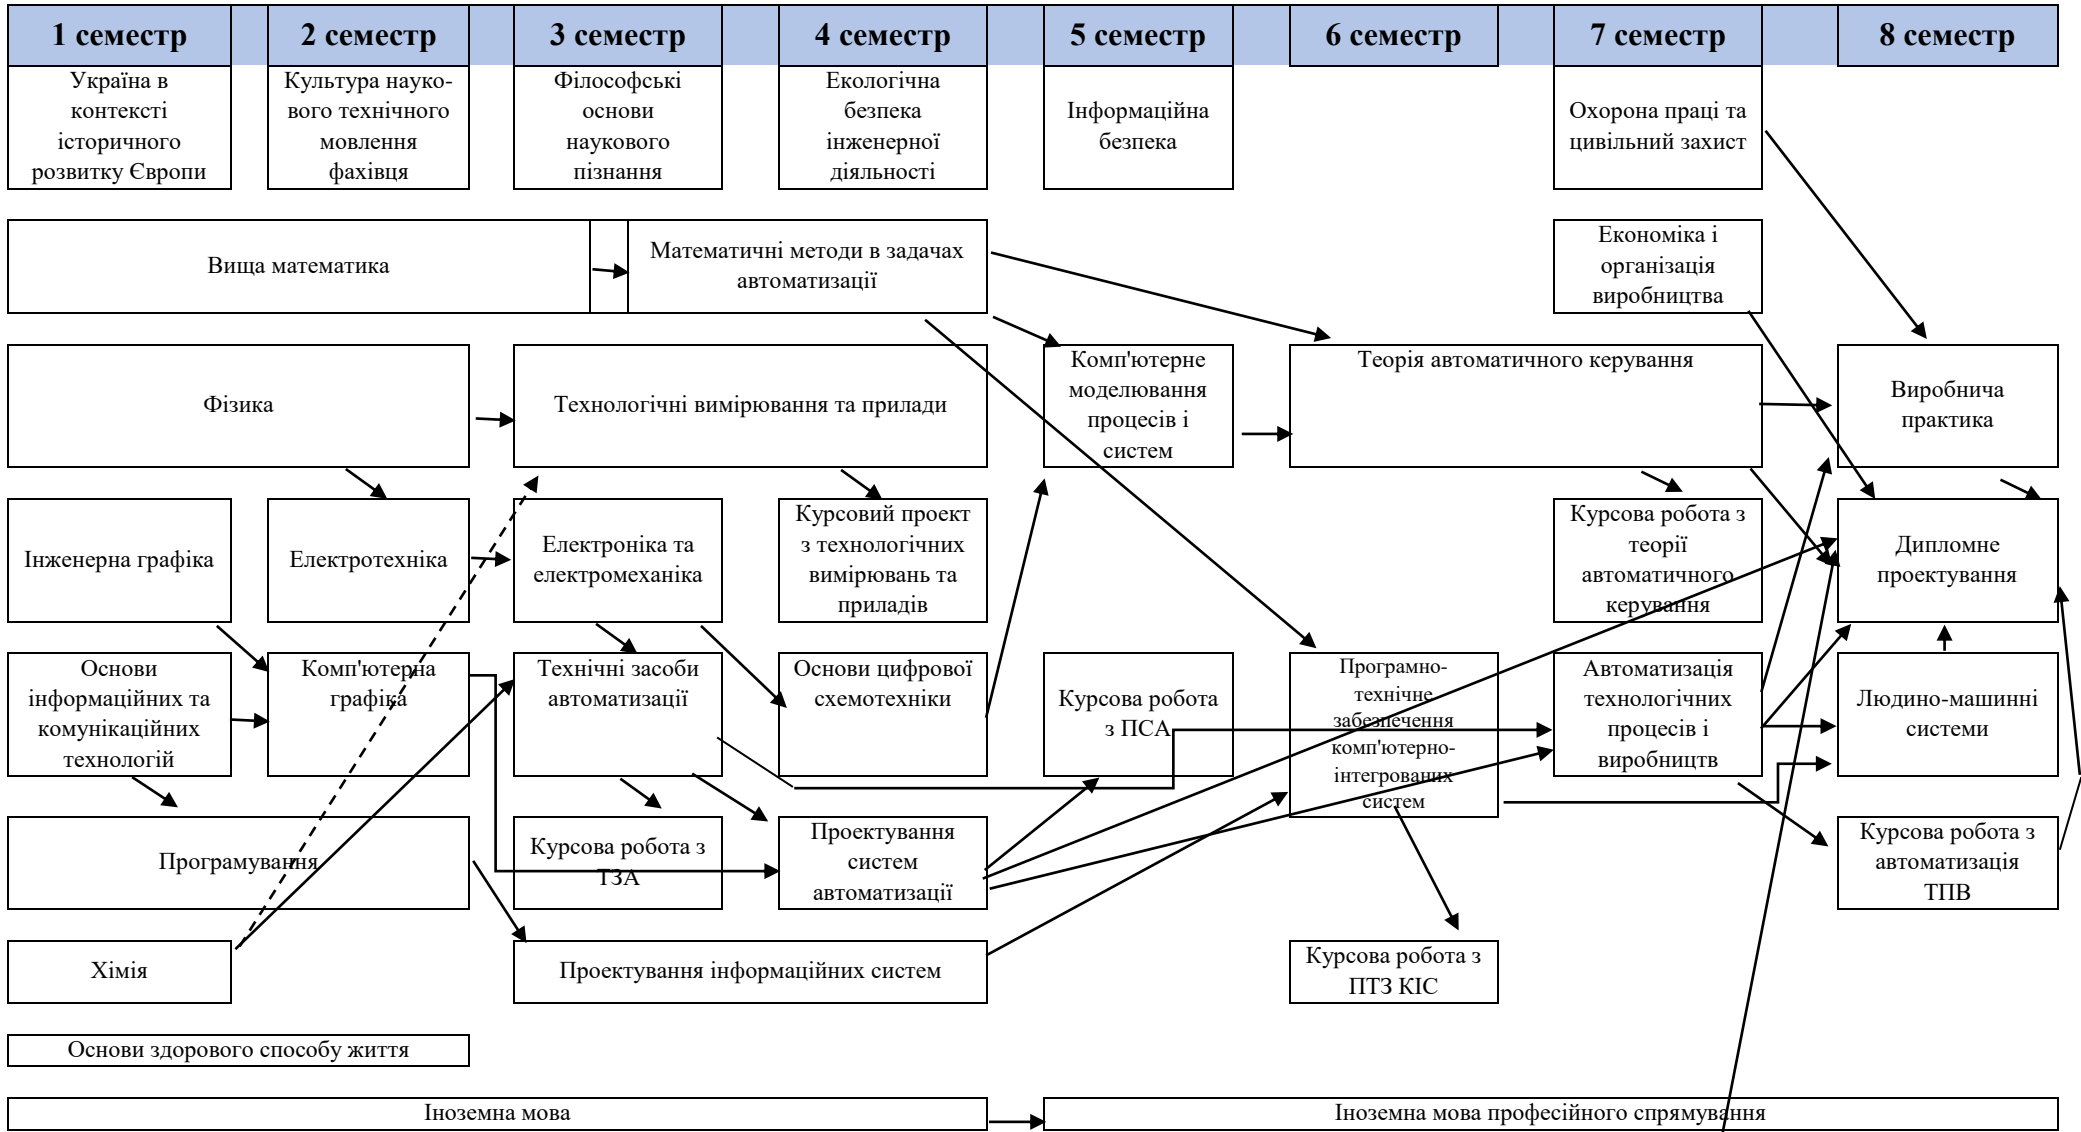 1 семестр
2 семестр
3 семестр
4 семестр
5 семестр
6 семестр
7 семестр
8 семестр
Україна в
контексті
історичного
розвитку Європи
Культура науко-
вого технічного
мовлення
фахівця
Філософські
основи
наукового
пізнання
Екологічна
безпека
інженерної
діяльності
Інформаційна
безпека
Охорона праці та
цивільний захист
Вища математика
Математичні методи в задачах
автоматизації
Економіка і
організація
виробництва
Фізика
Технологічні вимірювання та прилади
Комп'ютерне
моделювання
процесів і
систем
Теорія автоматичного керування
Виробнича
практика
Інженерна графіка
Електротехніка
Електроніка та
електромеханіка
Курсовий проект
з технологічних
вимірювань та
приладів
Курсова робота з
теорії
автоматичного
керування
Дипломне
проектування
Основи
інформаційних та
комунікаційних
технологій
Комп'ютерна
графіка
Технічні засоби
автоматизації
Основи цифрової
схемотехніки
Курсова робота
з ПСА
Програмно-
технічне
забезпечення
комп'ютерно-
інтегрованих
систем
Автоматизація
технологічних
процесів і
виробництв
Людино-машинні
системи
Програмування
Курсова робота з
ТЗА
Проектування
систем
автоматизації
Курсова робота з
автоматизація
ТПВ
Хімія
Проектування інформаційних систем
Курсова робота з
ПТЗ КІС
Основи здорового способу життя
Іноземна мова
Іноземна мова професійного спрямування